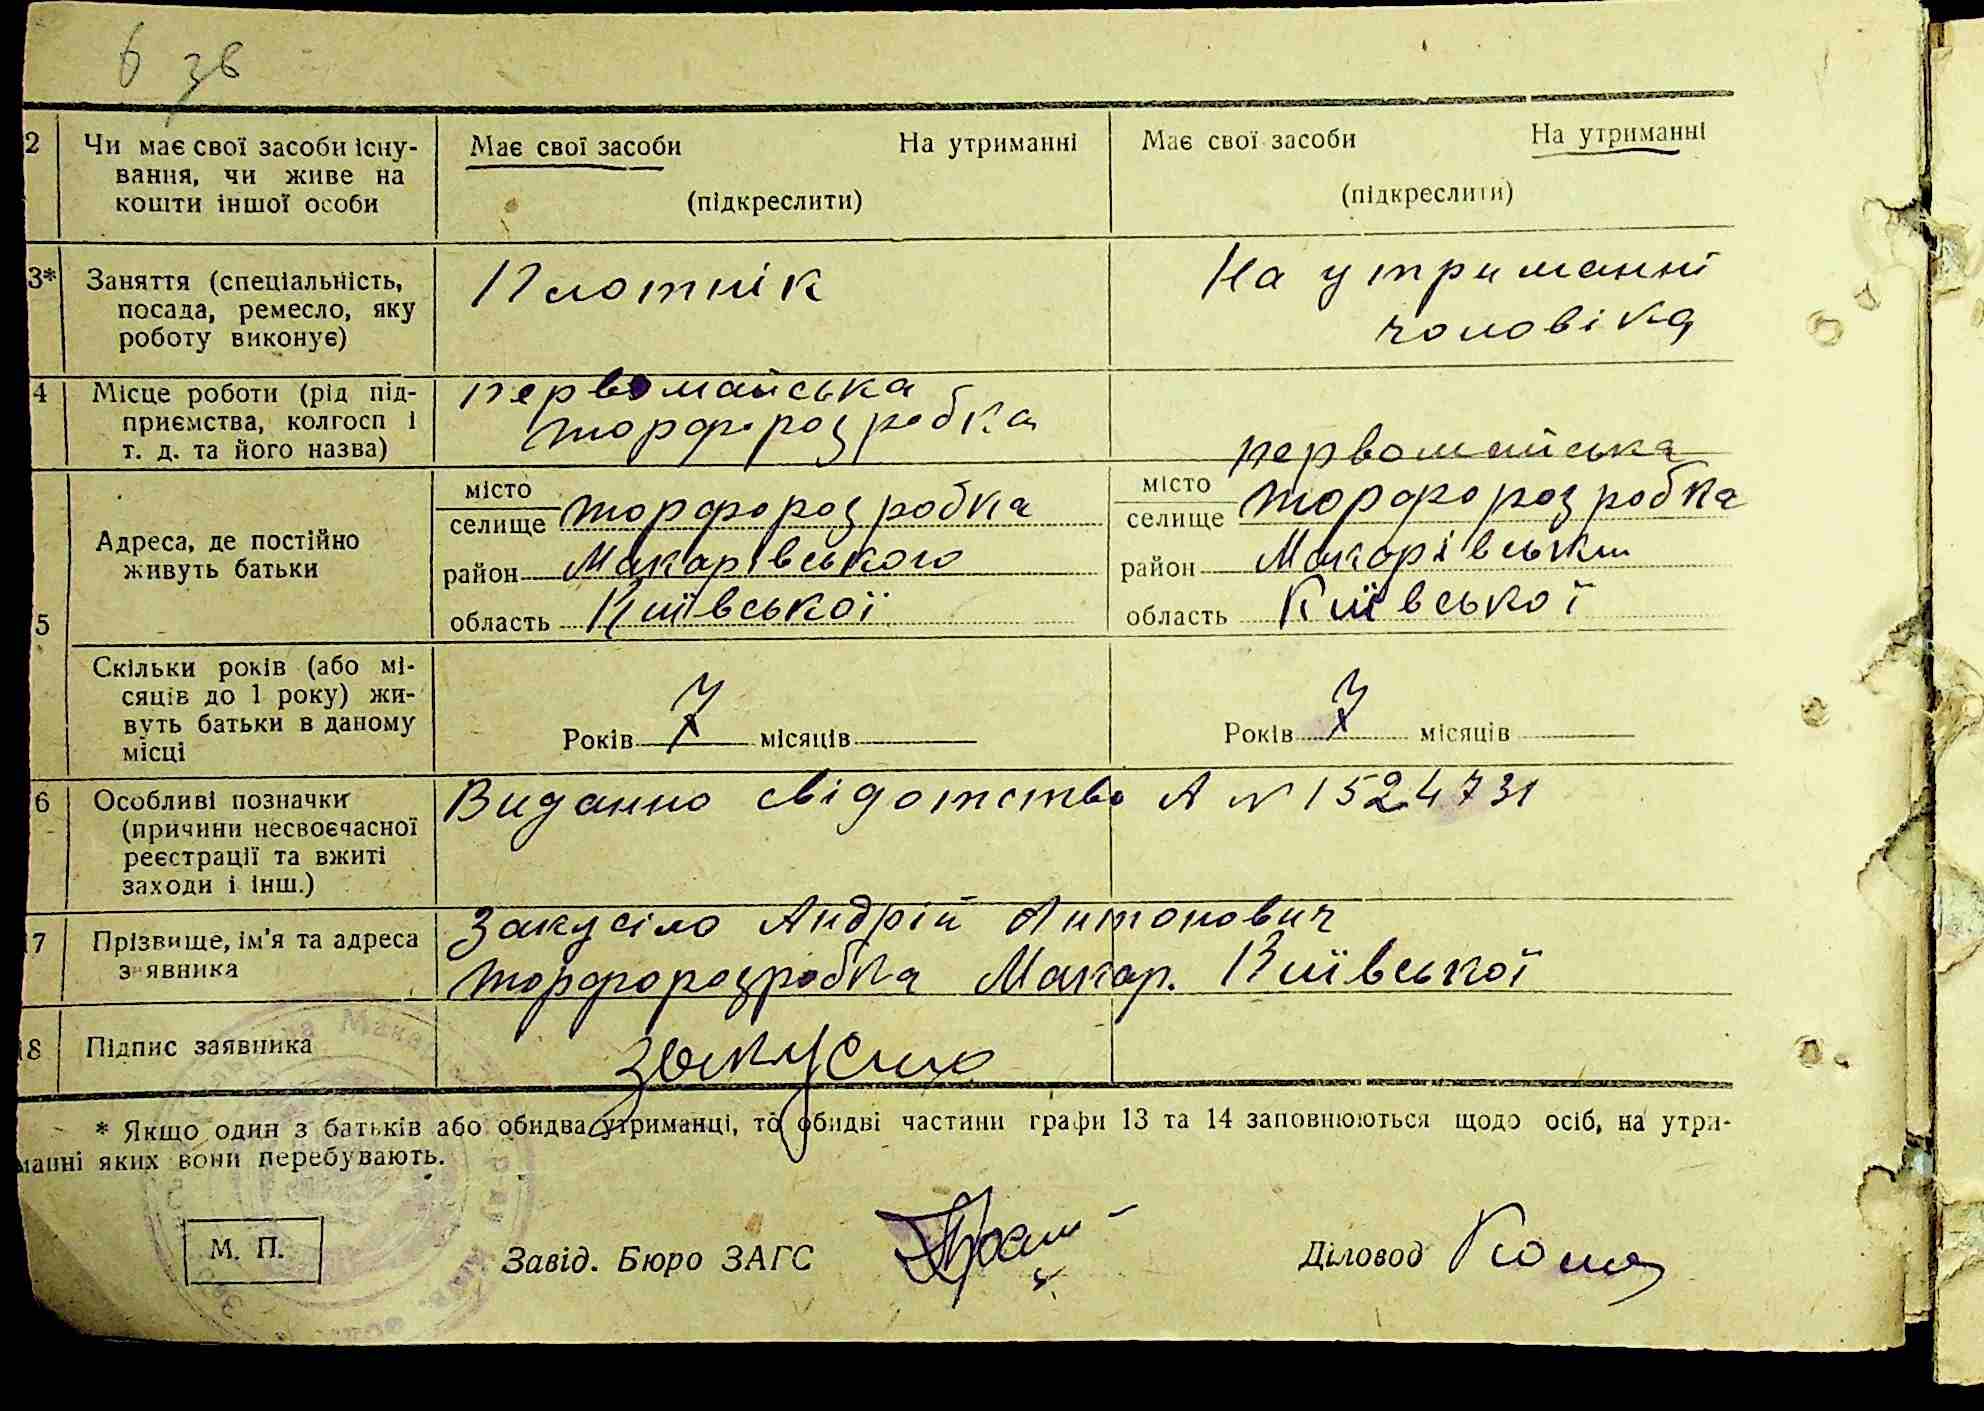 6 зв
2 Чи має свої засоби існу- Має свої засоби На утриманні Має свої засоби На утриманні
вання, чи живе на
кошти іншої особи (підкреслити) (підкреслити)
3* Заняття (спеціальність, Плотнік На утриманні
посада, ремесло, яку чоловіка
роботу виконує)
4 Місце роботи (рід під- первомайська
приємства, колгосп і торфорозробка
т. д. та його назва) первомайська
місто торфорозробка місто торфорозробка
селище селище
Адреса, де постійно
живуть батьки район Макарівського район
5 область Київської область Київської
Скільки років (або мі-
сяців до 1 року) жи-
вуть батьки в даному
місці Років 7 місяців Років 7 місяців
6 Особливі позначки Виданно свідотство А № 1524731
(причини несвоєчасної
реєстрації та вжиті
заходи і інш.)
17 Прізвище, ім'я та адреса Закусіло Андрій Антонович
заявника торфорозробка Макар. Київської
18 Підпис заявника Закусило
* Якщо один з батьків або обидва утриманці, то обидві частини графи 13 та 14 заповнюються щодо осіб, на утри-
манні яких вони перебувають.
М. П. Завід. Бюро ЗАГС Діловод